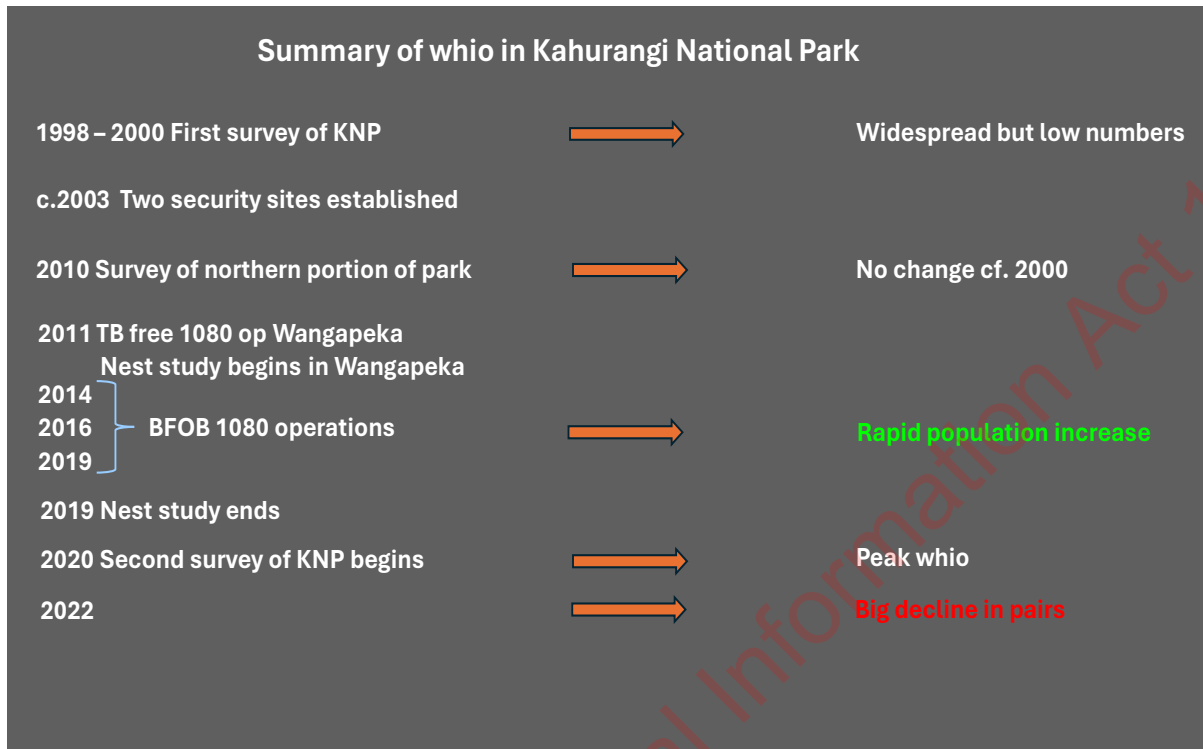 Summary of whio in Kahurangi National Park
1998 – 2000 First survey of KNP Widespread but low numbers
c.2003 Two security sites established
2010 Survey of northern portion of park No change cf. 2000
2011 TB free 1080 op Wangapeka
Nest study begins in Wangapeka
2014
2016 BFOB 1080 operations Rapid population increase
2019
2019 Nest study ends
2020 Second survey of KNP begins Peak whio
2022 Big decline in pairs
Information Act